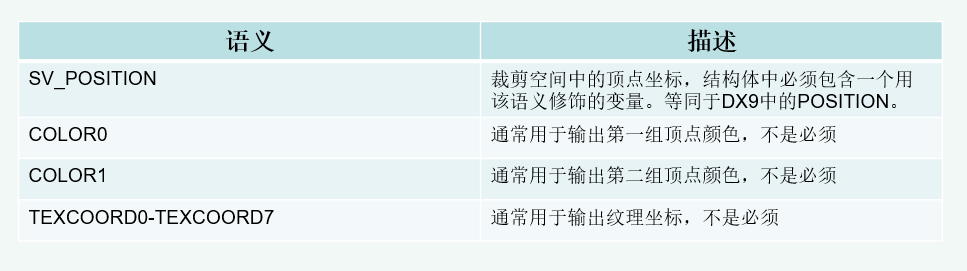 语义
描述
SV_POSITION
裁剪空间中的顶点坐标，结构体中必须包含一个用
该语义修饰的变量。等同于DX9中的POSITION。
COLOR0
通常用于输出第一组顶点颜色，不是必须
COLOR1
通常用于输出第二组顶点颜色，不是必须
TEXCOORD0-TEXCOORD7
通常用于输出纹理坐标，不是必须